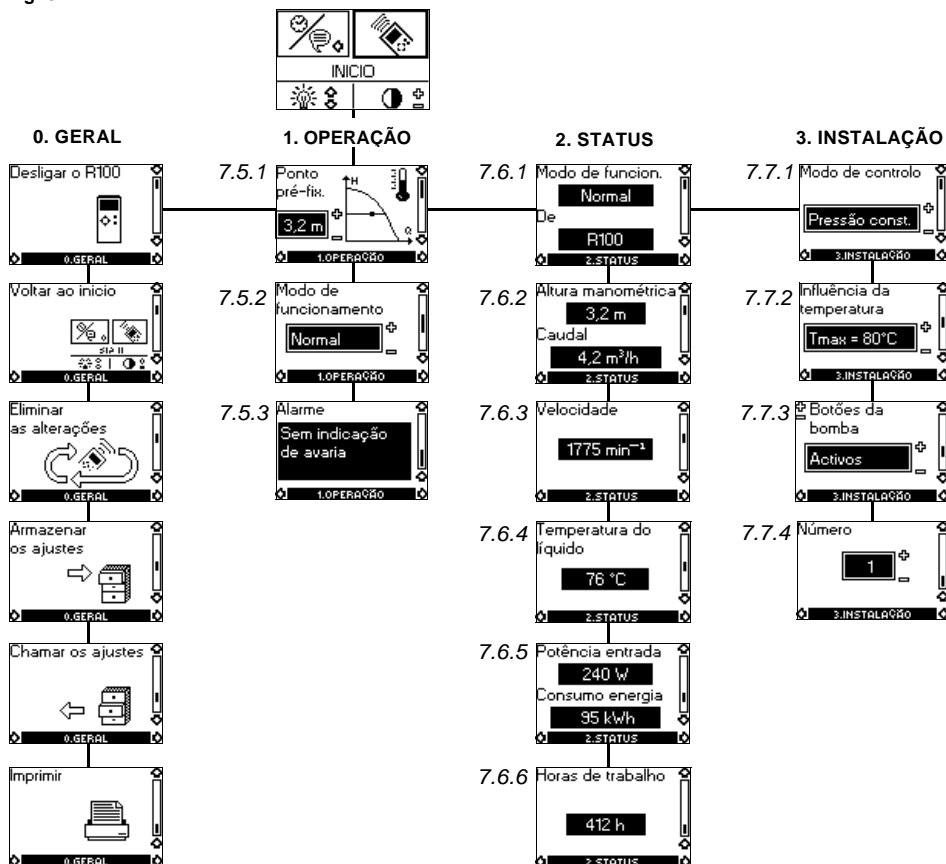 INICIO
0. GERAL
1. OPERAÇÃO
2. STATUS
3. INSTALAÇÃO
Desligar o R100
0.GERAL
Voltar ao inicio
0.GERAL
Eliminar
as alterações
0.GERAL
Armazenar
os ajustes
0.GERAL
Chamar os ajustes
0.GERAL
Imprimir
0.GERAL
7.5.1
Ponto
pré-fix.
3,2 m
H
Q
1.OPERAÇÃO
7.5.2
Modo de
funcionamento
Normal
1.OPERAÇÃO
7.5.3
Alarme
Sem indicação
de avaria
1.OPERAÇÃO
7.6.1
Modo de funcion.
Normal
De
R100
2.STATUS
7.6.2
Altura manométrica
3,2 m
Caudal
4,2 m³/h
2.STATUS
7.6.3
Velocidade
1775 min⁻¹
2.STATUS
7.6.4
Temperatura do
líquido
76 °C
2.STATUS
7.6.5
Potência entrada
240 W
Consumo energia
95 kWh
2.STATUS
7.6.6
Horas de trabalho
412 h
2.STATUS
7.7.1
Modo de controlo
Pressão const.
3.INSTALAÇÃO
7.7.2
Influência da
temperatura
Tmax = 80°C
3.INSTALAÇÃO
7.7.3
Botões da
bomba
Activos
3.INSTALAÇÃO
7.7.4
Número
1
3.INSTALAÇÃO